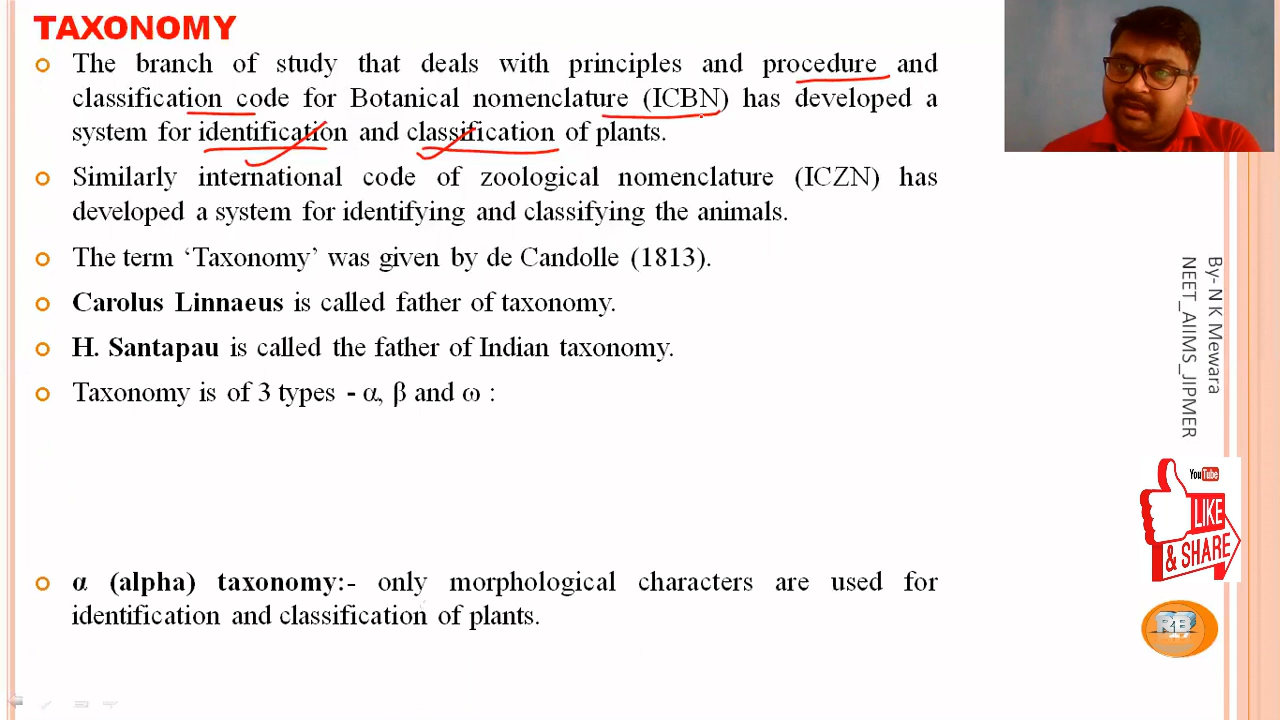 TAXONOMY
The branch of study that deals with principles and procedure and
classification code for Botanical nomenclature (ICBN) has developed a
system for identification and classification of plants.
Similarly international code of zoological nomenclature (ICZN) has
developed a system for identifying and classifying the animals.
The term ‘Taxonomy’ was given by de Candolle (1813).
Carolus Linnaeus is called father of taxonomy.
H. Santapau is called the father of Indian taxonomy.
Taxonomy is of 3 types - α, β and ω :
α (alpha) taxonomy:- only morphological characters are used for
identification and classification of plants.
By- N K Mewara
NEET_AIIMS_JIPMER
YouTube
LIKE
& SHARE
RB